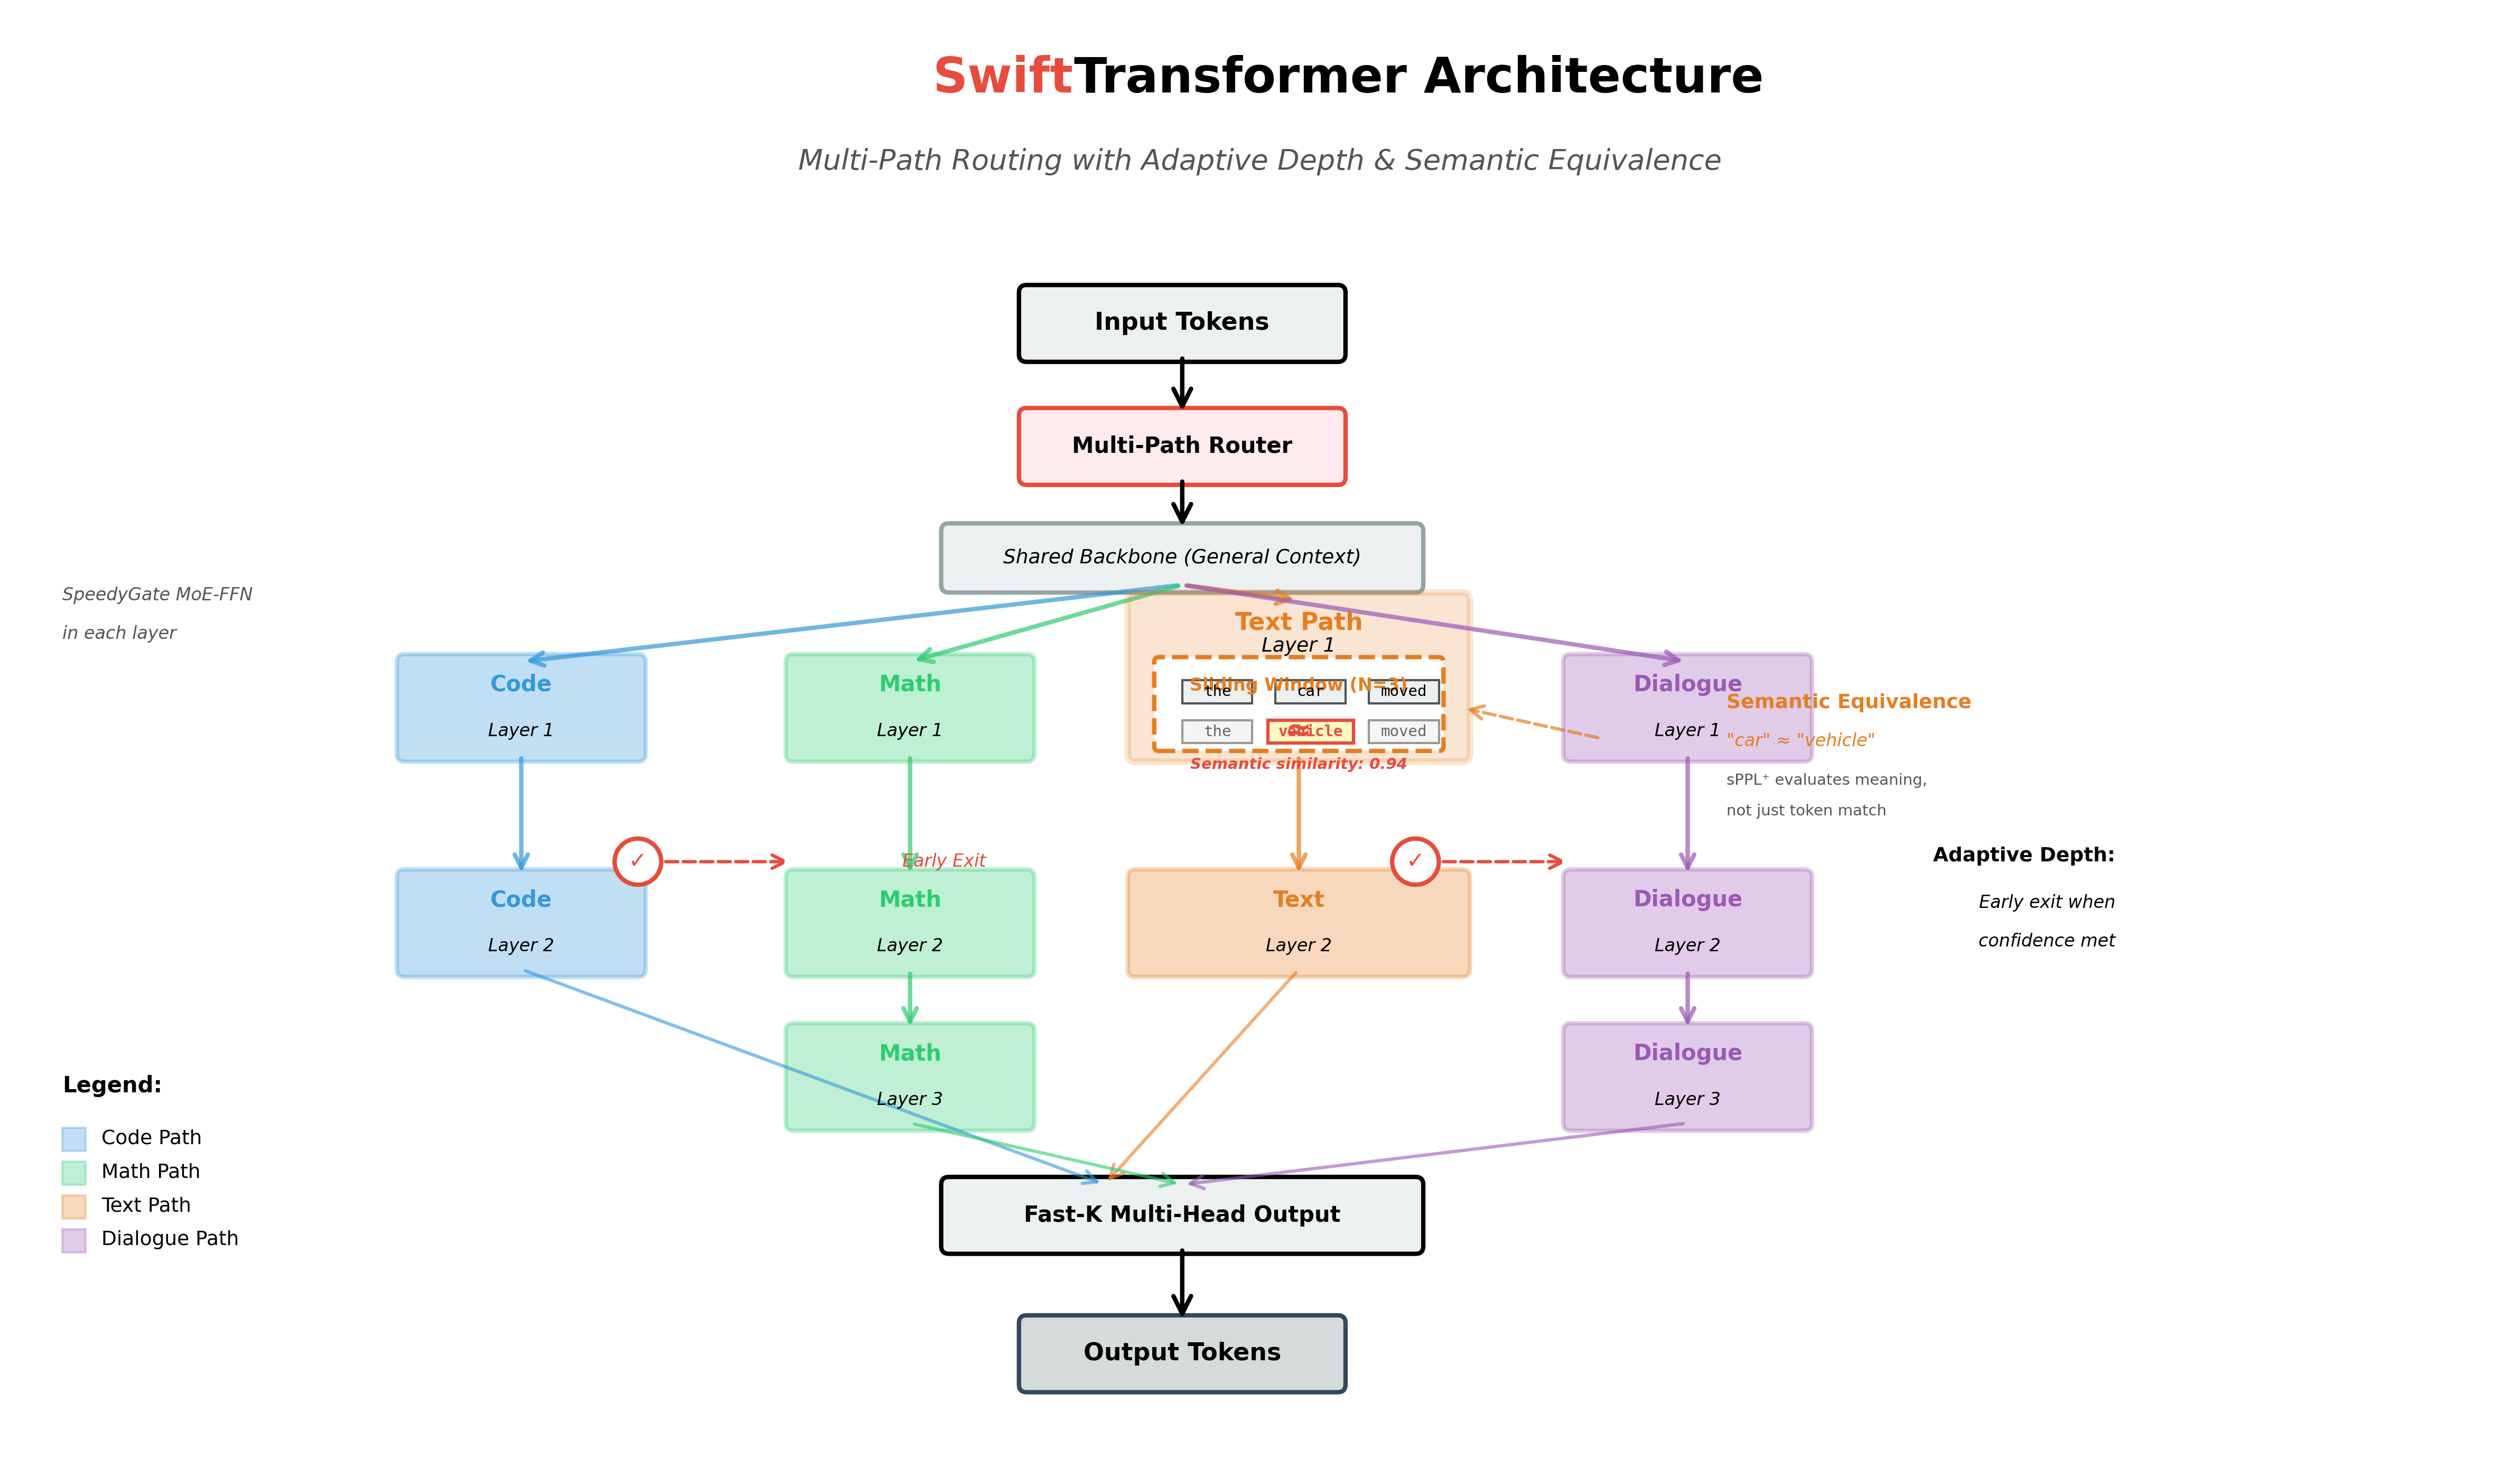 SwiftTransformer Architecture
Multi-Path Routing with Adaptive Depth & Semantic Equivalence
Input Tokens
Multi-Path Router
Shared Backbone (General Context)
SpeedyGate MoE-FFN
in each layer
Code
Layer 1
Math
Layer 1
Text Path
Layer 1
Sliding Window (N=3)
the car moved
the vehicle moved
≈
Semantic similarity: 0.94
Dialogue
Layer 1
Semantic Equivalence
"car" ≈ "vehicle"
sPPL⁺ evaluates meaning,
not just token match
✓
Early Exit
✓
Adaptive Depth:
Early exit when
confidence met
Code
Layer 2
Math
Layer 2
Text
Layer 2
Dialogue
Layer 2
Math
Layer 3
Dialogue
Layer 3
Legend:
Code Path
Math Path
Text Path
Dialogue Path
Fast-K Multi-Head Output
Output Tokens